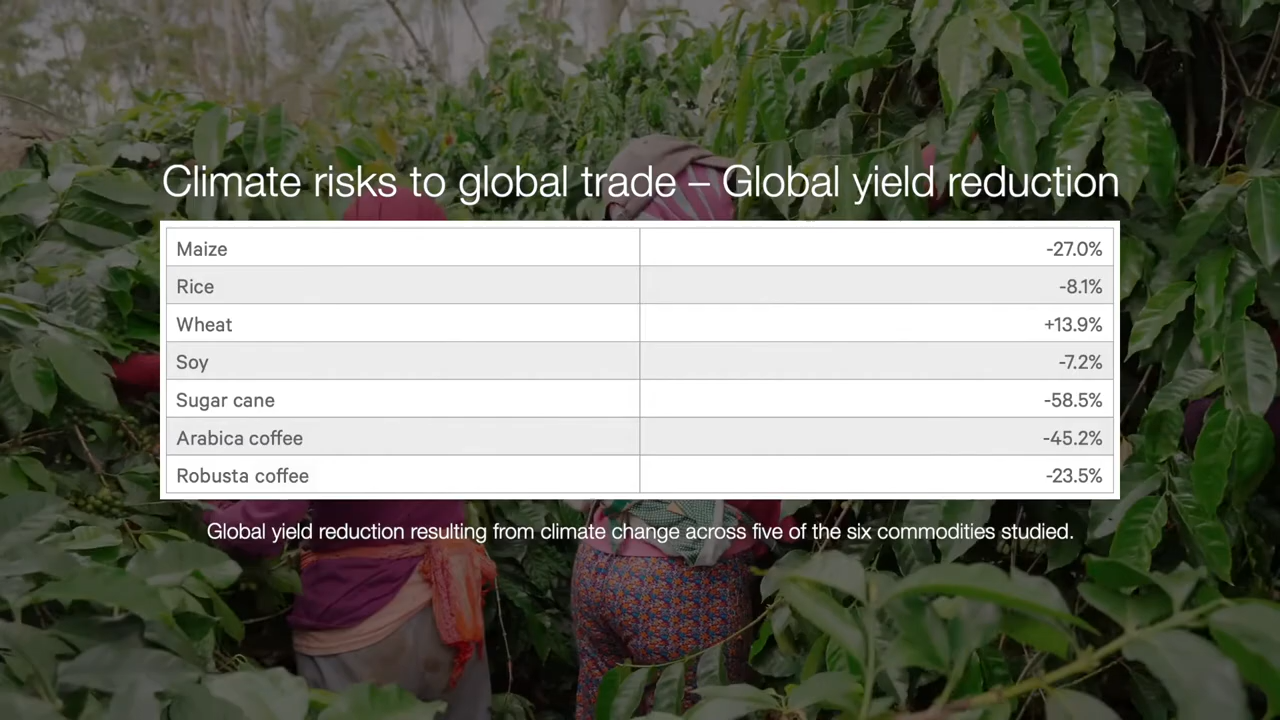 Climate risks to global trade – Global yield reduction
Maize -27.0%
Rice -8.1%
Wheat +13.9%
Soy -7.2%
Sugar cane -58.5%
Arabica coffee -45.2%
Robusta coffee -23.5%
Global yield reduction resulting from climate change across five of the six commodities studied.